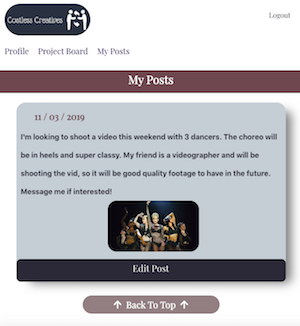 Costless Creatives
Logout
Profile Project Board My Posts
My Posts
11 / 03 / 2019
I'm looking to shoot a video this weekend with 3 dancers. The choreo will
be in heels and super classy. My friend is a videographer and will be
shooting the vid, so it will be good quality footage to have in the future.
Message me if interested!
Edit Post
↑ Back To Top ↑